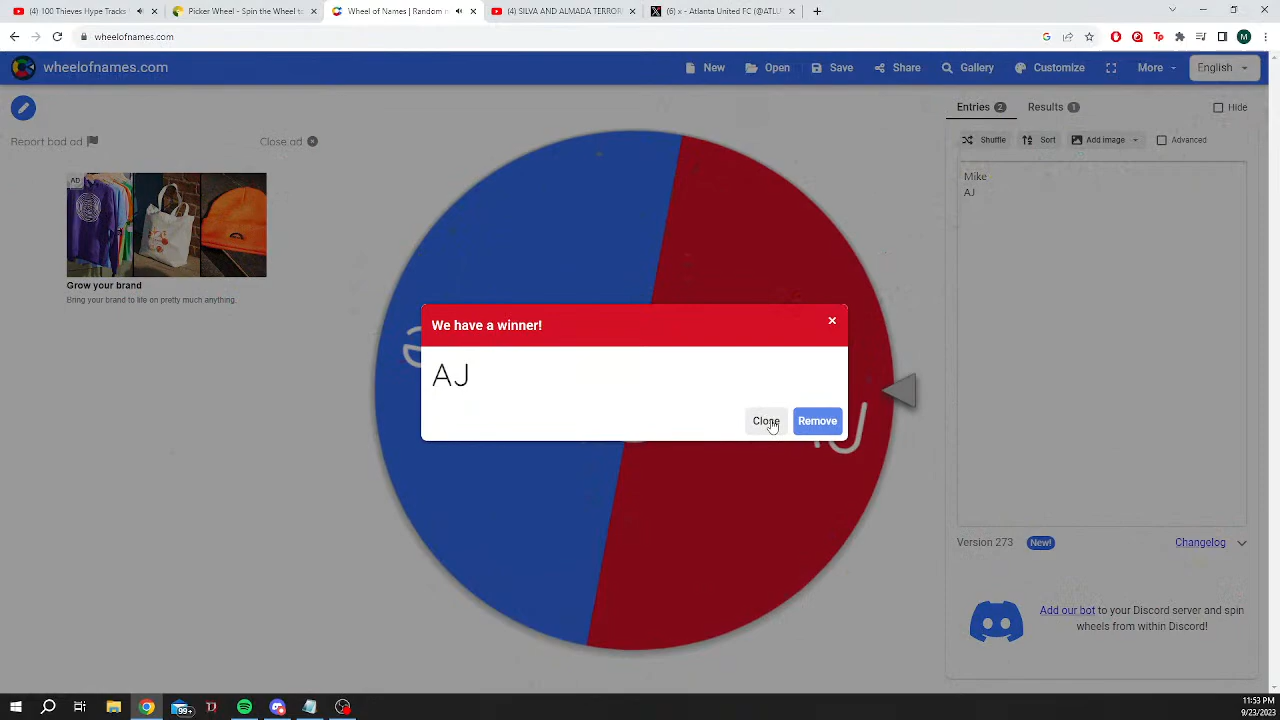 (4) 100 Thieves Hype Tracks
Picker Wheel - Spin the Wheel to
Wheel of Names | Random n
(4) SILVA AND ALMADA TERROR
(6) x - Atlanta United FC (@ATLU
wheelofnames.com
wheelofnames.com
New
Open
Save
Share
Gallery
Customize
More
English
Report bad ad
Close ad
Entries 2
Results 1
Hide
Shuffle
Sort
Add image
Advanced
AD
Mike
AJ
Grow your brand
Bring your brand to life on pretty much anything.
We have a winner!
AJ
Close
Remove
Version 273
New!
Changelog
Add our bot to your Discord server and spin
wheels from within Discord!
99+
11:53 PM
9/23/2023